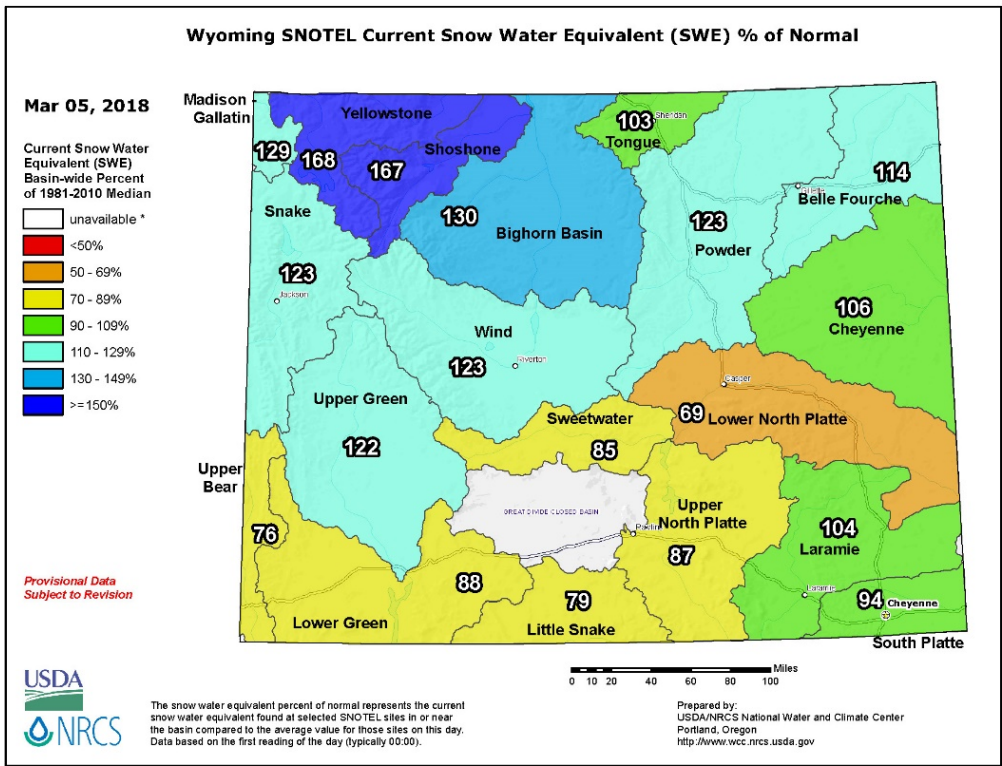 Wyoming SNOTEL Current Snow Water Equivalent (SWE) % of Normal
Mar 05, 2018
Current Snow Water
Equivalent (SWE)
Basin-wide Percent
of 1981-2010 Median
unavailable *
<50%
50 - 69%
70 - 89%
90 - 109%
110 - 129%
130 - 149%
>=150%
Provisional Data
Subject to Revision
Madison
Gallatin
129
Yellowstone
168
Shoshone
167
103
Sheridan
Tongue
114
Gillette
Belle Fourche
130
Bighorn Basin
123
Powder
Snake
123
Jackson
106
Cheyenne
Wind
123
Riverton
Upper Green
122
Casper
69
Lower North Platte
Sweetwater
85
Upper
Bear
76
GREAT DIVIDE CLOSED BASIN
Upper
North Platte
87
104
Laramie
Laramie
88
Lower Green
79
Little Snake
94
Cheyenne
South Platte
Miles
0 10 20 40 60 80 100
USDA
NRCS
The snow water equivalent percent of normal represents the current
snow water equivalent found at selected SNOTEL sites in or near
the basin compared to the average value for those sites on this day.
Data based on the first reading of the day (typically 00:00).
Prepared by:
USDA/NRCS National Water and Climate Center
Portland, Oregon
http://www.wcc.nrcs.usda.gov